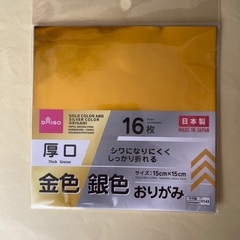 DAISO
GOLD COLOR AND
SILVER COLOR
ORIGAMI
16枚
日本製
MADE IN JAPAN
厚口
シワになりにくく
しっかり折れる
サイズ:15cm×15cm
金色 銀色 おりがみ